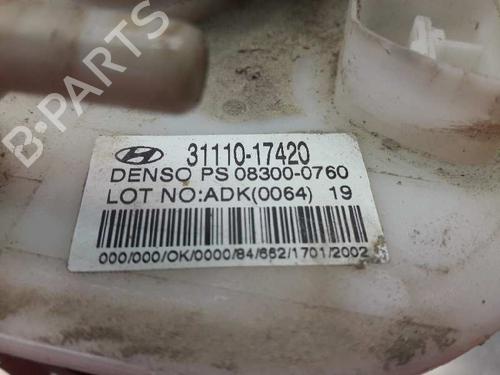 B-PARTS
31110-17420
DENSO PS 08300-0760
LOT NO:ADK(0064) 19
000/000/OK/0000/84/662/1701/2002